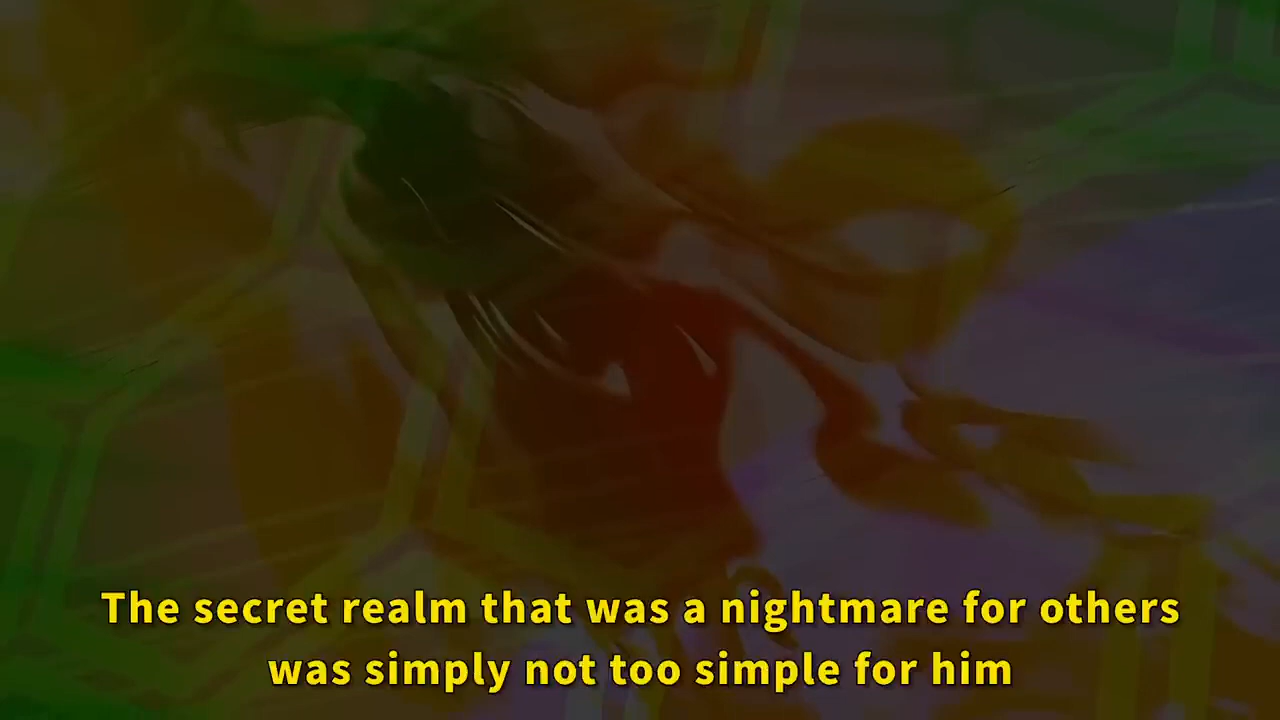 The secret realm that was a nightmare for others
was simply not too simple for him